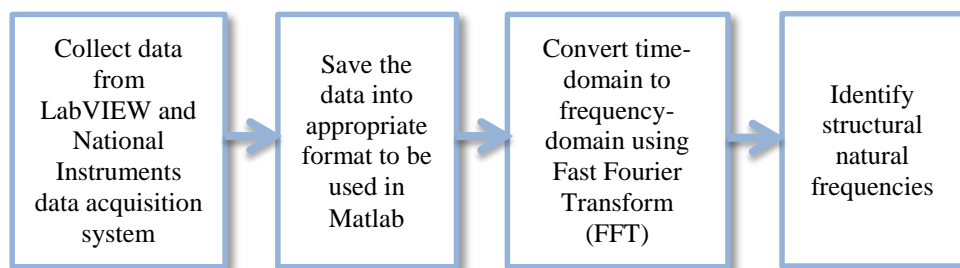 Collect data
from
LabVIEW and
National
Instruments
data acquisition
system
Save the
data into
appropriate
format to be
used in
Matlab
Convert time-
domain to
frequency-
domain using
Fast Fourier
Transform
(FFT)
Identify
structural
natural
frequencies